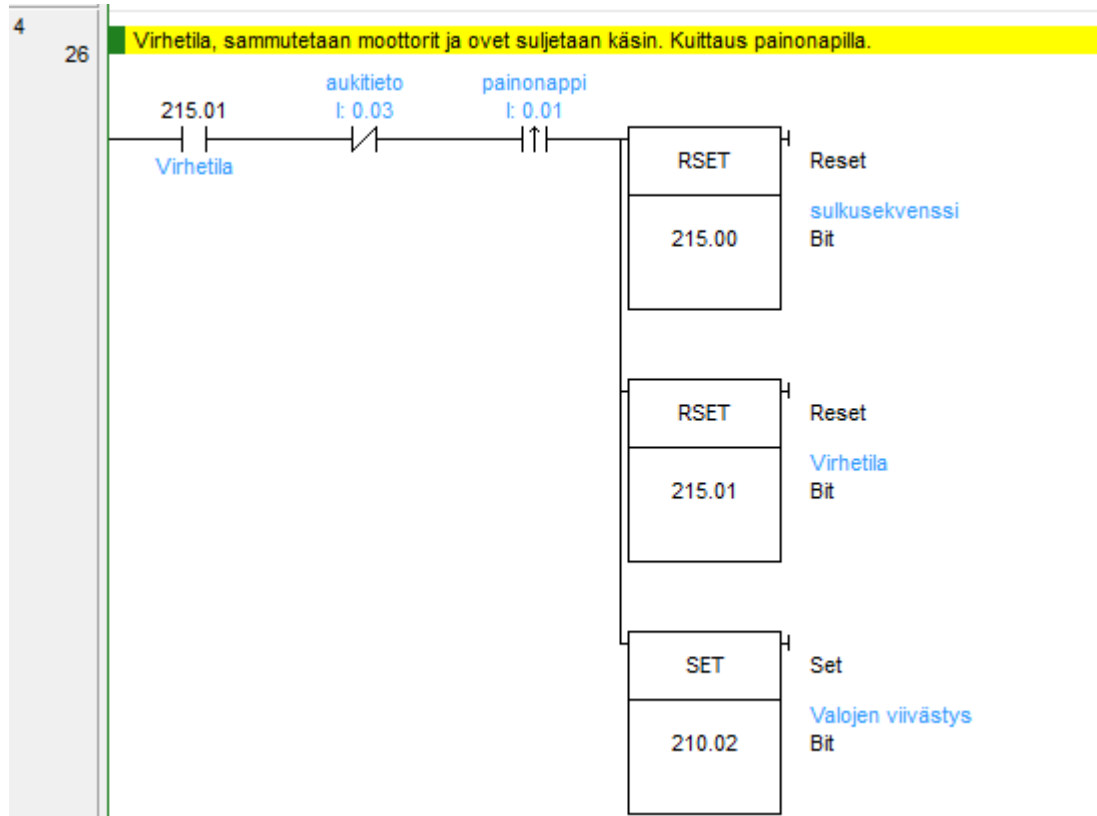 4
26
Virhetila, sammutetaan moottorit ja ovet suljetaan käsin. Kuittaus painonapilla.
aukitieto painonappi
215.01 I: 0.03 I: 0.01
Virhetila
RSET Reset
sulkusekvenssi
215.00 Bit
RSET Reset
Virhetila
215.01 Bit
SET Set
Valojen viivästys
210.02 Bit